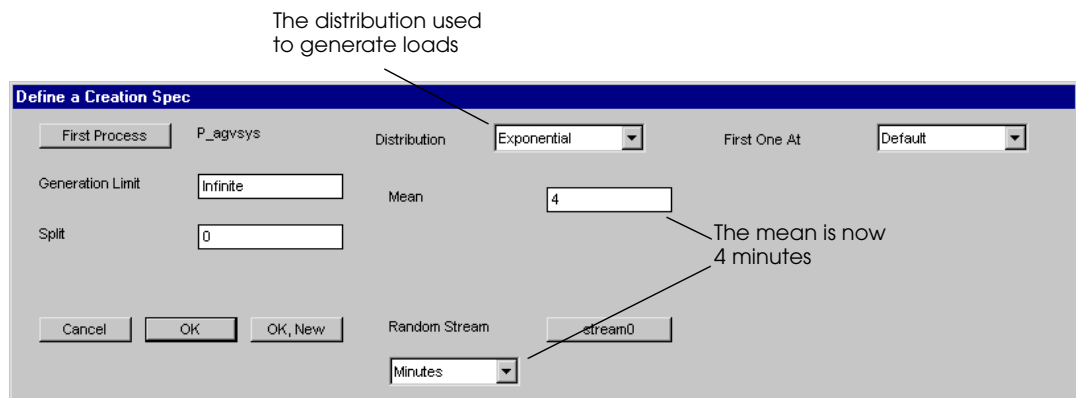 The distribution used
to generate loads
Define a Creation Spec
First Process P_agvsys Distribution Exponential First One At Default
Generation Limit Infinite Mean 4
Split 0
The mean is now
4 minutes
Cancel OK OK, New Random Stream stream0
Minutes